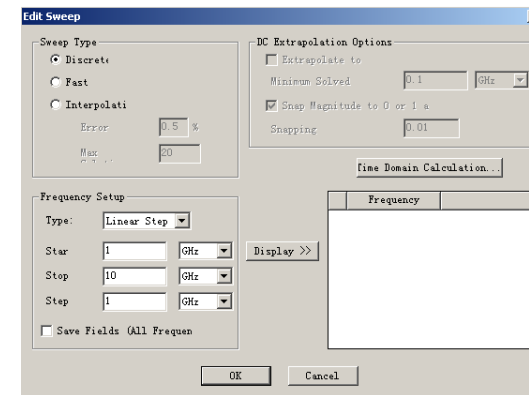 Edit Sweep
Sweep Type
Discrete
Fast
Interpolati
Error 0.5 %
Max 20
DC Extrapolation Options
Extrapolate to
Minimum Solved 0.1 GHz
Snap Magnitude to 0 or 1 a
Snapping 0.01
Time Domain Calculation...
Frequency Setup
Type: Linear Step
Star 1 GHz
Stop 10 GHz
Step 1 GHz
Save Fields (All Frequen
Display >>
Frequency
OK Cancel